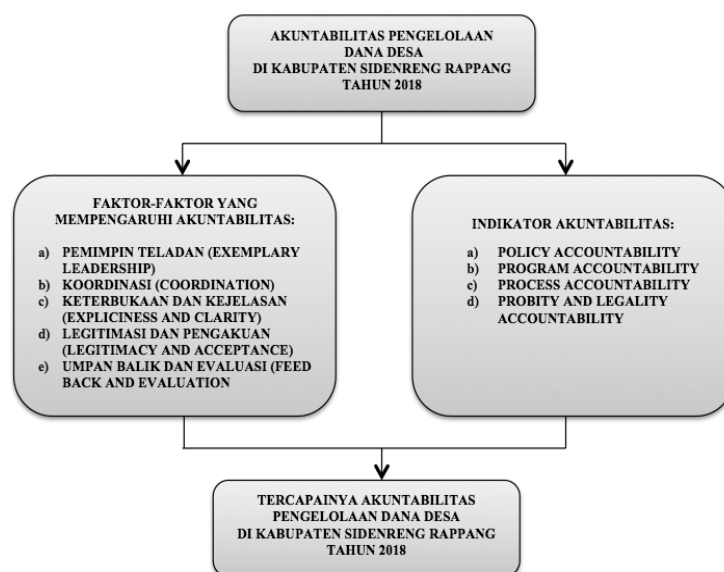 AKUNTABILITAS PENGELOLAAN
DANA DESA
DI KABUPATEN SIDENRENG RAPPANG
TAHUN 2018
FAKTOR-FAKTOR YANG
MEMPENGARUHI AKUNTABILITAS:
a) PEMIMPIN TELADAN (EXEMPLARY
LEADERSHIP)
b) KOORDINASI (COORDINATION)
c) KETERBUKAAN DAN KEJELASAN
(EXPLICINESS AND CLARITY)
d) LEGITIMASI DAN PENGAKUAN
(LEGITIMACY AND ACCEPTANCE)
e) UMPAN BALIK DAN EVALUASI (FEED
BACK AND EVALUATION
INDIKATOR AKUNTABILITAS:
a) POLICY ACCOUNTABILITY
b) PROGRAM ACCOUNTABILITY
c) PROCESS ACCOUNTABILITY
d) PROBITY AND LEGALITY
ACCOUNTABILITY
TERCAPAINYA AKUNTABILITAS
PENGELOLAAN DANA DESA
DI KABUPATEN SIDENRENG RAPPANG
TAHUN 2018